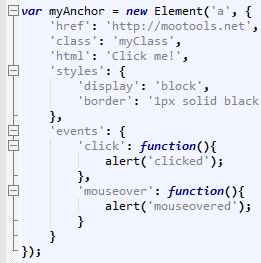 var myAnchor = new Element('a', {
    'href': 'http://mootools.net',
    'class': 'myClass',
    'html': 'Click me!',
    'styles': {
        'display': 'block',
        'border': '1px solid black
    },
    'events': {
        'click': function(){
            alert('clicked');
        },
        'mouseover': function(){
            alert('mouseovered');
        }
    }
});